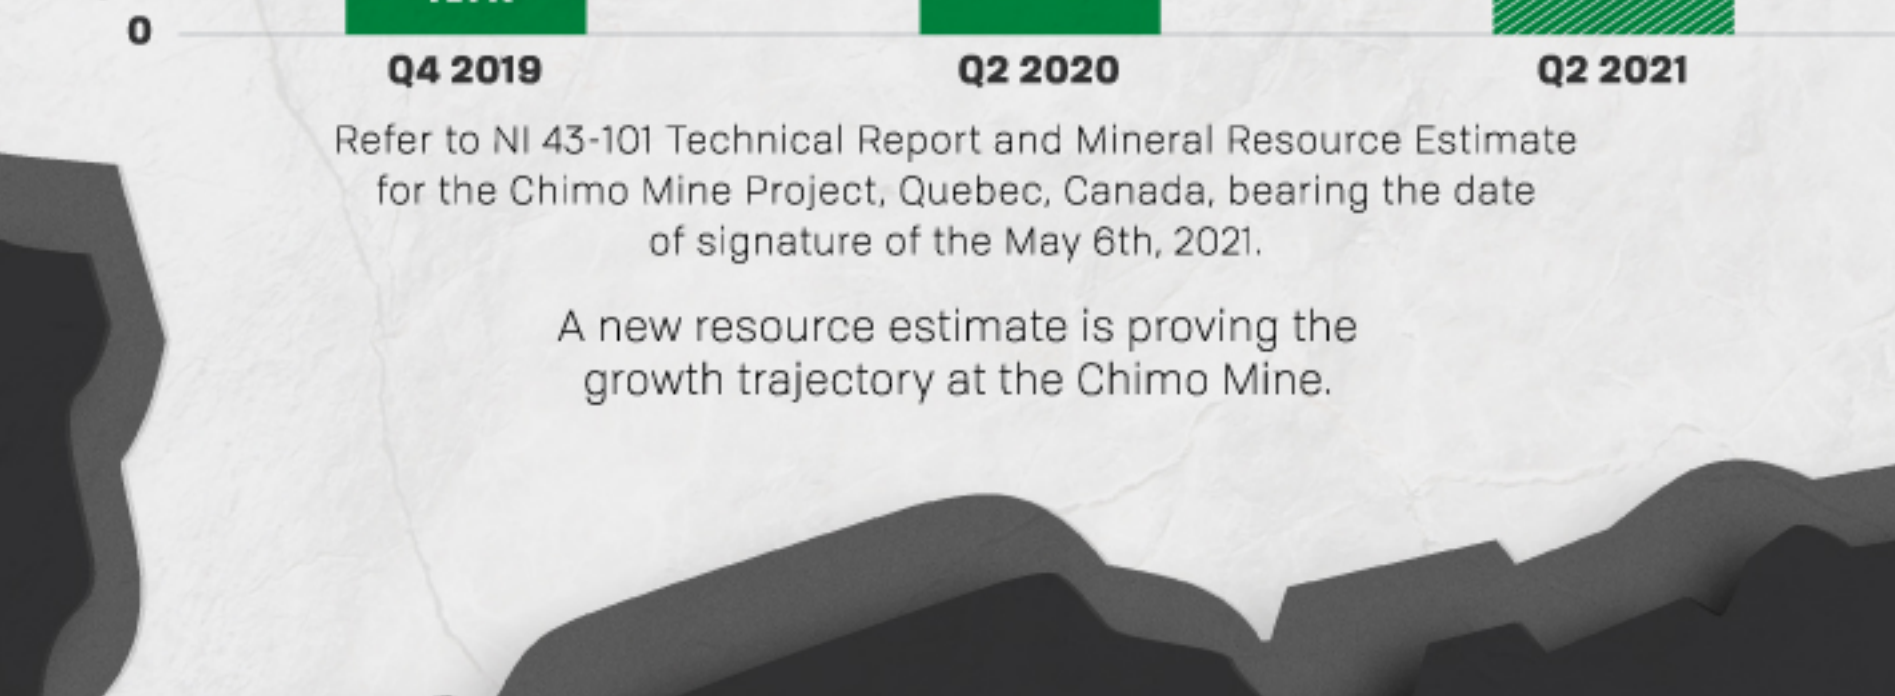 0
Q4 2019 Q2 2020 Q2 2021
Refer to NI 43-101 Technical Report and Mineral Resource Estimate
for the Chimo Mine Project, Quebec, Canada, bearing the date
of signature of the May 6th, 2021.
A new resource estimate is proving the
growth trajectory at the Chimo Mine.